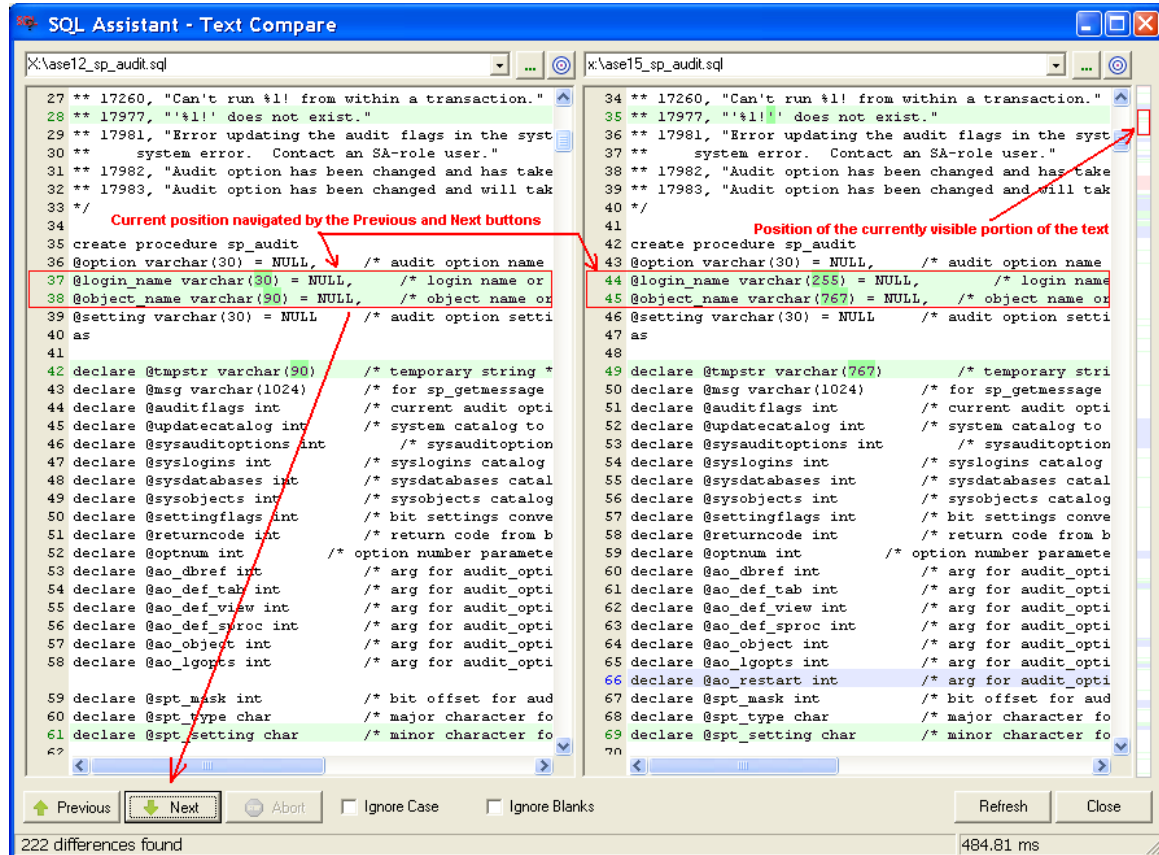 SQL Assistant - Text Compare
X:\ase12_sp_audit.sql
...
x:\ase15_sp_audit.sql
...
27 ** 17260, "Can't run %1! from within a transaction."
28 ** 17977, "'%1!' does not exist."
29 ** 17981, "Error updating the audit flags in the syst
30 **    system error.  Contact an SA-role user."
31 ** 17982, "Audit option has been changed and has take
32 ** 17983, "Audit option has been changed and will tak
33 */
34
Current position navigated by the Previous and Next buttons
35 create procedure sp_audit
36 @option varchar(30) = NULL,      /* audit option name
37 @login_name varchar(30) = NULL,      /* login name or
38 @object_name varchar(90) = NULL,     /* object name or
39 @setting varchar(30) = NULL      /* audit option setti
40 as
41
42 declare @tmpstr varchar(90)      /* temporary string *
43 declare @msg varchar(1024)       /* for sp_getmessage
44 declare @auditflags int          /* current audit opti
45 declare @updatecatalog int       /* system catalog to
46 declare @sysauditoptions int         /* sysauditoption
47 declare @syslogins int           /* syslogins catalog
48 declare @sysdatabases int        /* sysdatabases catal
49 declare @sysobjects int          /* sysobjects catalog
50 declare @settingflags int        /* bit settings conve
51 declare @returncode int          /* return code from b
52 declare @optnum int          /* option number paramete
53 declare @ao_dbref int            /* arg for audit_opti
54 declare @ao_def_tab int          /* arg for audit_opti
55 declare @ao_def_view int         /* arg for audit_opti
56 declare @ao_def_sproc int        /* arg for audit_opti
57 declare @ao_object int           /* arg for audit_opti
58 declare @ao_lgopts int           /* arg for audit_opti
59 declare @spt_mask int            /* bit offset for aud
60 declare @spt_type char           /* major character fo
61 declare @spt_setting char        /* minor character fo
62
34 ** 17260, "Can't run %1! from within a transaction."
35 ** 17977, "'%1!'' does not exist."
36 ** 17981, "Error updating the audit flags in the syst
37 **    system error.  Contact an SA-role user."
38 ** 17982, "Audit option has been changed and has take
39 ** 17983, "Audit option has been changed and will tak
40 */
41
Position of the currently visible portion of the text
42 create procedure sp_audit
43 @option varchar(30) = NULL,      /* audit option name
44 @login_name varchar(255) = NULL,         /* login name
45 @object_name varchar(767) = NULL,    /* object name or
46 @setting varchar(30) = NULL      /* audit option setti
47 as
48
49 declare @tmpstr varchar(767)         /* temporary stri
50 declare @msg varchar(1024)       /* for sp_getmessage
51 declare @auditflags int          /* current audit opti
52 declare @updatecatalog int       /* system catalog to
53 declare @sysauditoptions int         /* sysauditoption
54 declare @syslogins int           /* syslogins catalog
55 declare @sysdatabases int        /* sysdatabases catal
56 declare @sysobjects int          /* sysobjects catalog
57 declare @settingflags int        /* bit settings conve
58 declare @returncode int          /* return code from b
59 declare @optnum int          /* option number paramete
60 declare @ao_dbref int            /* arg for audit_opti
61 declare @ao_def_tab int          /* arg for audit_opti
62 declare @ao_def_view int         /* arg for audit_opti
63 declare @ao_def_sproc int        /* arg for audit_opti
64 declare @ao_object int           /* arg for audit_opti
65 declare @ao_lgopts int           /* arg for audit_opti
66 declare @ao_restart int          /* arg for audit_opti
67 declare @spt_mask int            /* bit offset for aud
68 declare @spt_type char           /* major character fo
69 declare @spt_setting char        /* minor character fo
70
Previous
Next
Abort
Ignore Case
Ignore Blanks
Refresh
Close
222 differences found
484.81 ms